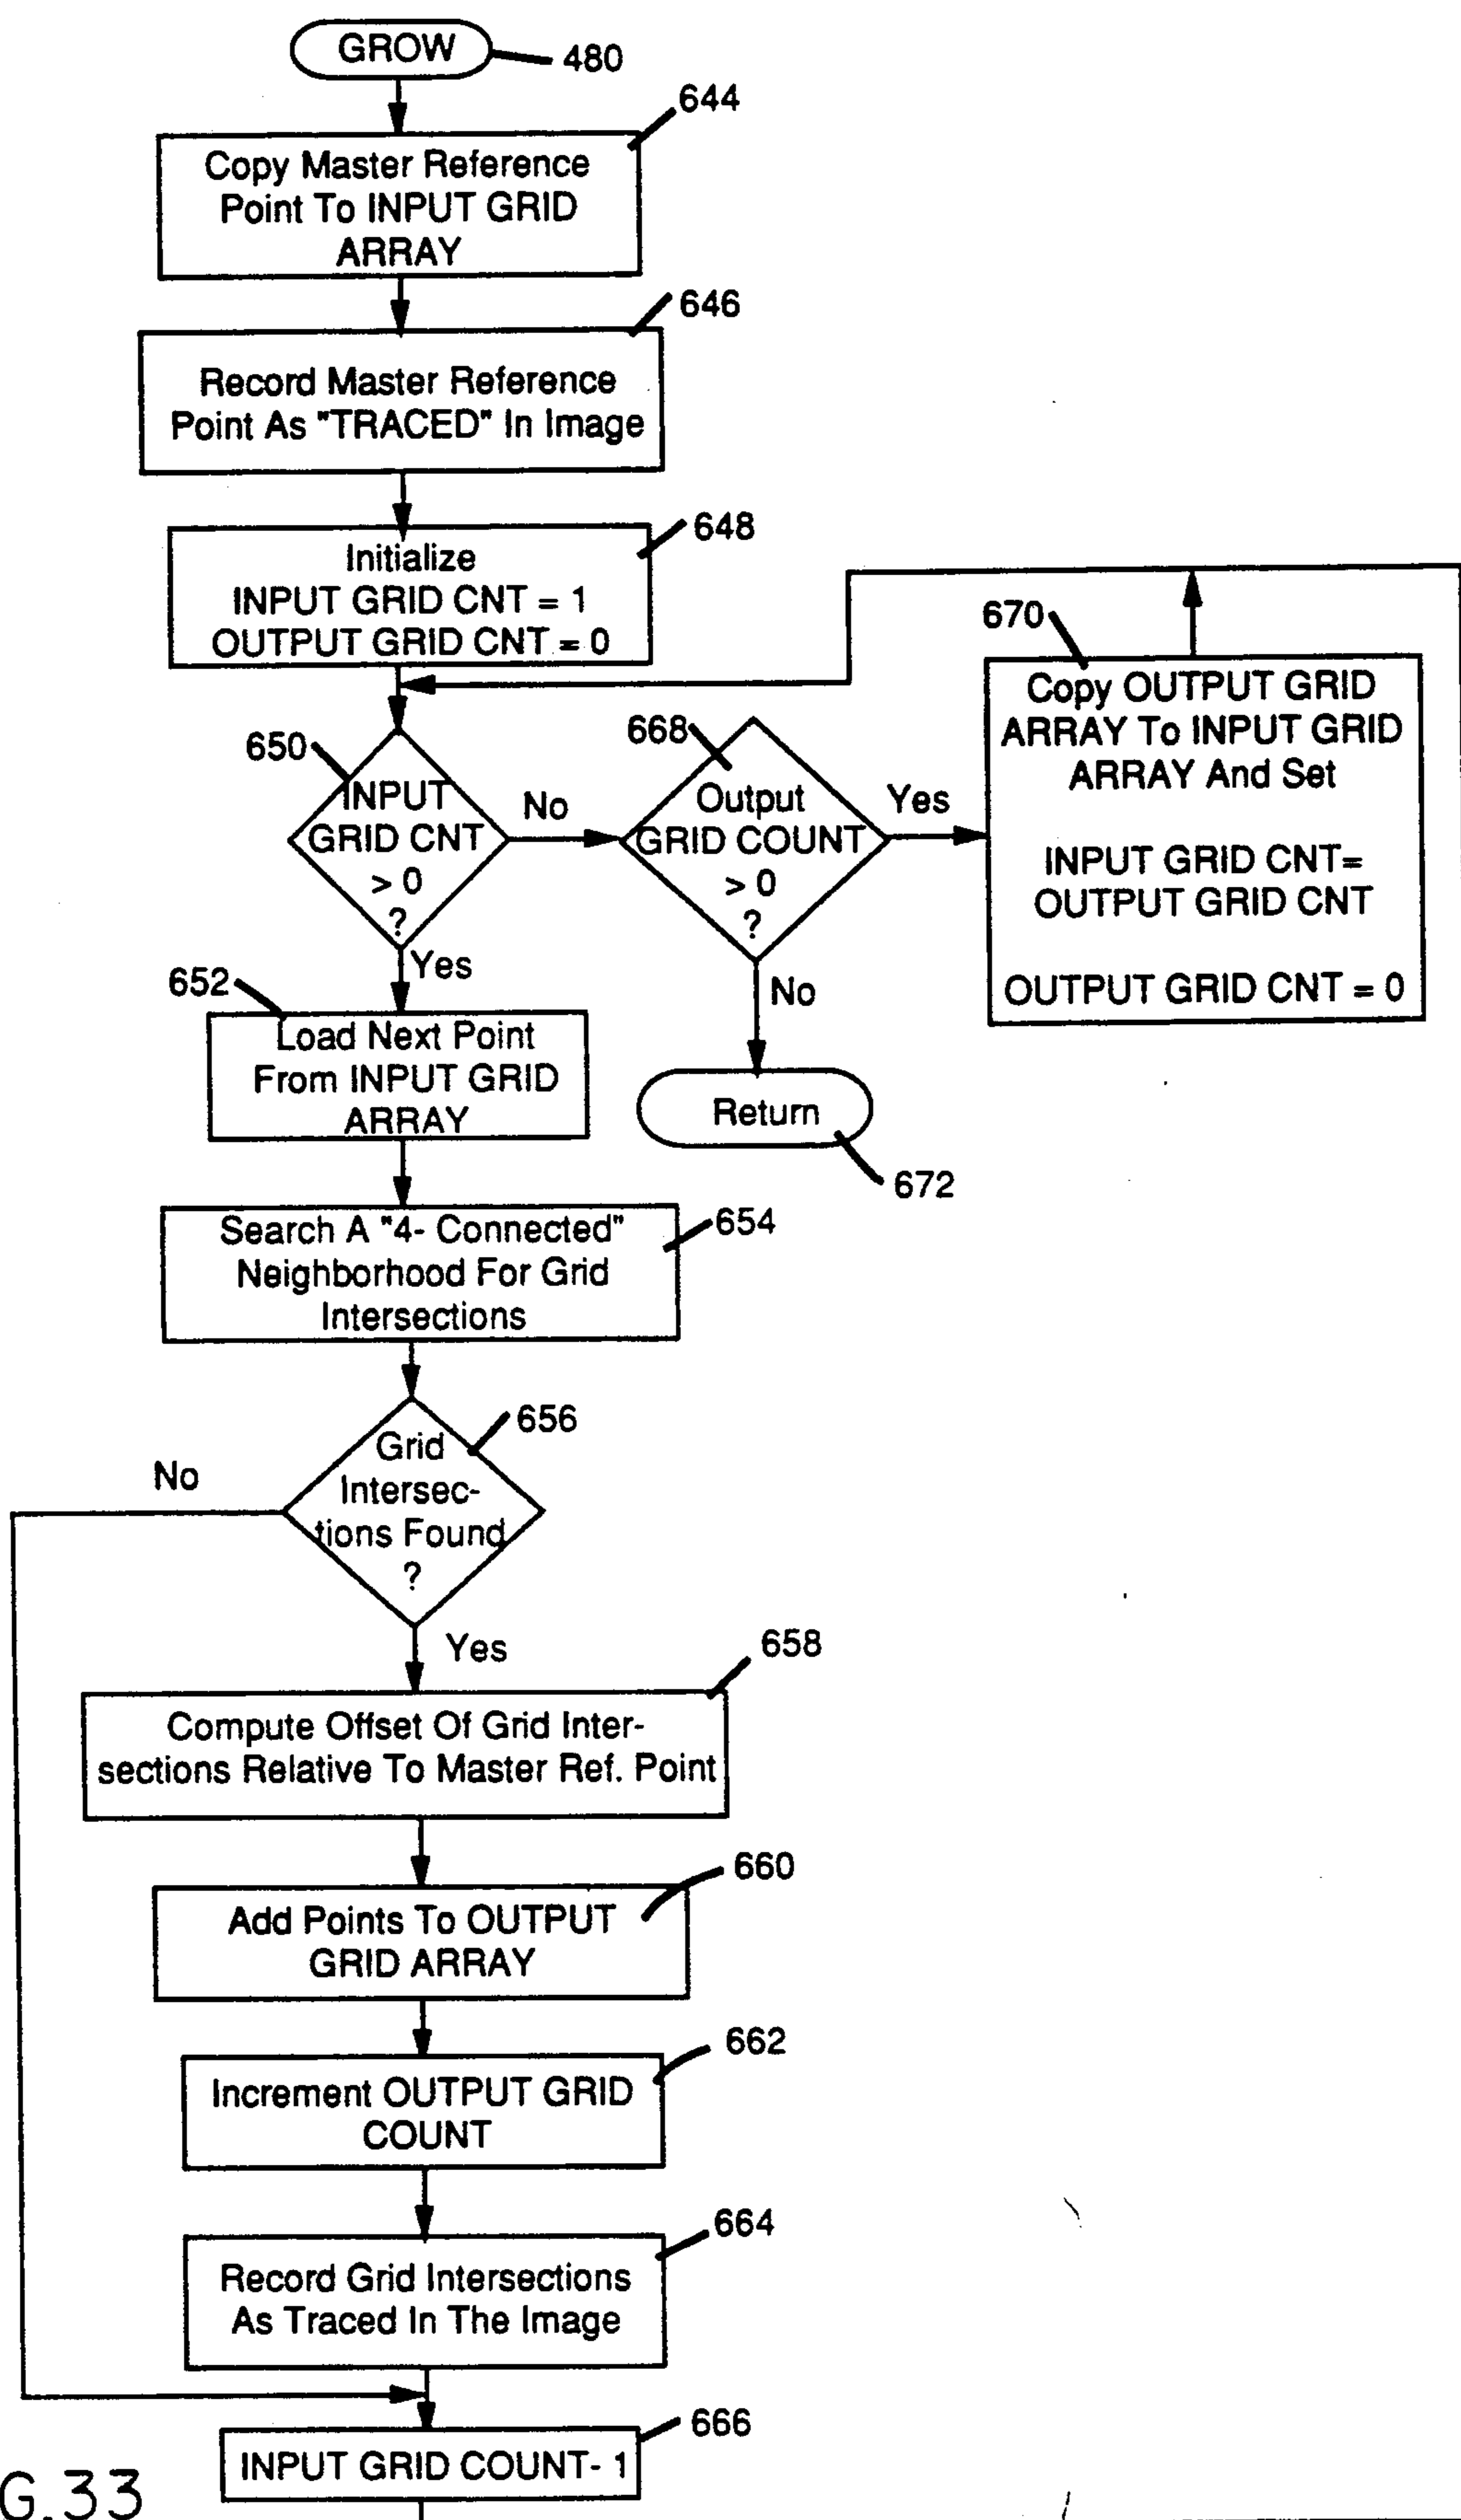 GROW
480
644
Copy Master Reference
Point To INPUT GRID
ARRAY
646
Record Master Reference
Point As "TRACED" In Image
648
Initialize
INPUT GRID CNT = 1
OUTPUT GRID CNT = 0
650
INPUT
GRID CNT
> 0
?
No
Yes
668
Output
GRID COUNT
> 0
?
Yes
No
670
Copy OUTPUT GRID
ARRAY To INPUT GRID
ARRAY And Set
INPUT GRID CNT=
OUTPUT GRID CNT
OUTPUT GRID CNT = 0
652
Load Next Point
From INPUT GRID
ARRAY
Return
672
654
Search A "4- Connected"
Neighborhood For Grid
Intersections
656
Grid
Intersec-
tions Found
?
No
Yes
658
Compute Offset Of Grid Inter-
sections Relative To Master Ref. Point
660
Add Points To OUTPUT
GRID ARRAY
662
Increment OUTPUT GRID
COUNT
664
Record Grid Intersections
As Traced In The Image
666
INPUT GRID COUNT- 1
G.33